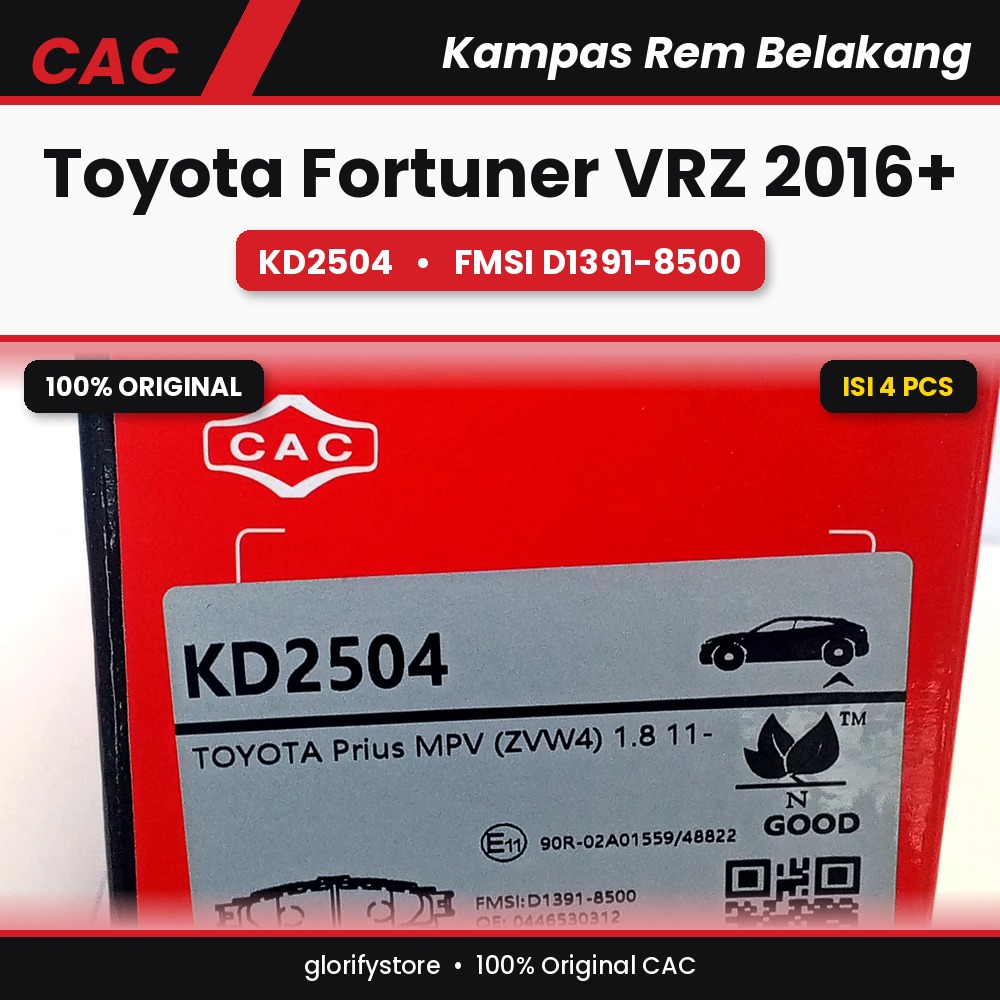 CAC
Kampas Rem Belakang
Toyota Fortuner VRZ 2016+
KD2504 • FMSI D1391-8500
100% ORIGINAL
ISI 4 PCS
CAC
KD2504
TOYOTA Prius MPV (ZVW4) 1.8 11-
TM
N
GOOD
E11 90R-02A01559/48822
FMSI:D1391-8500
OE: 0446530312
glorifystore • 100% Original CAC